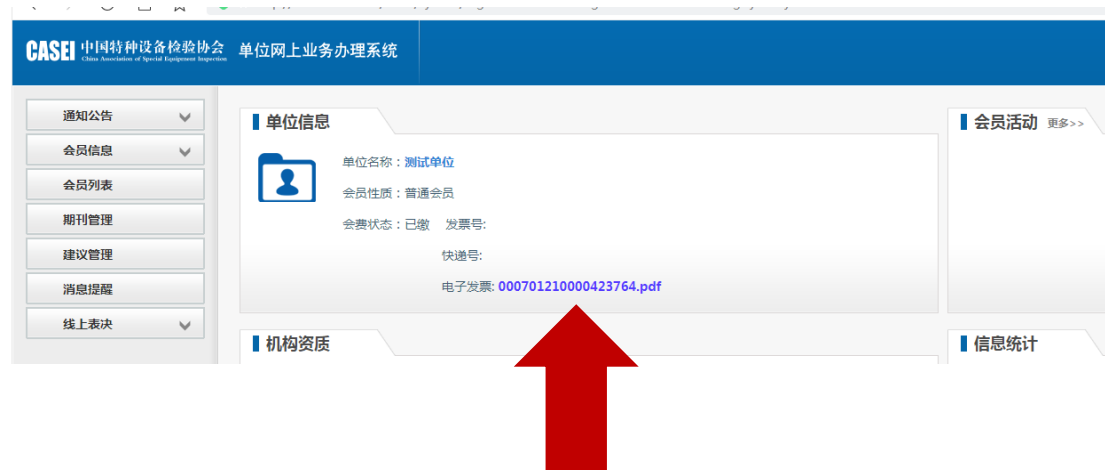 CASEI 中国特种设备检验协会 单位网上业务办理系统
China Association of Special Equipment Inspection
通知公告
会员信息
会员列表
期刊管理
建议管理
消息提醒
线上表决
单位信息
单位名称：测试单位
会员性质：普通会员
会费状态：已缴 发票号:
快递号:
电子发票: 000701210000423764.pdf
机构资质
会员活动 更多>>
信息统计